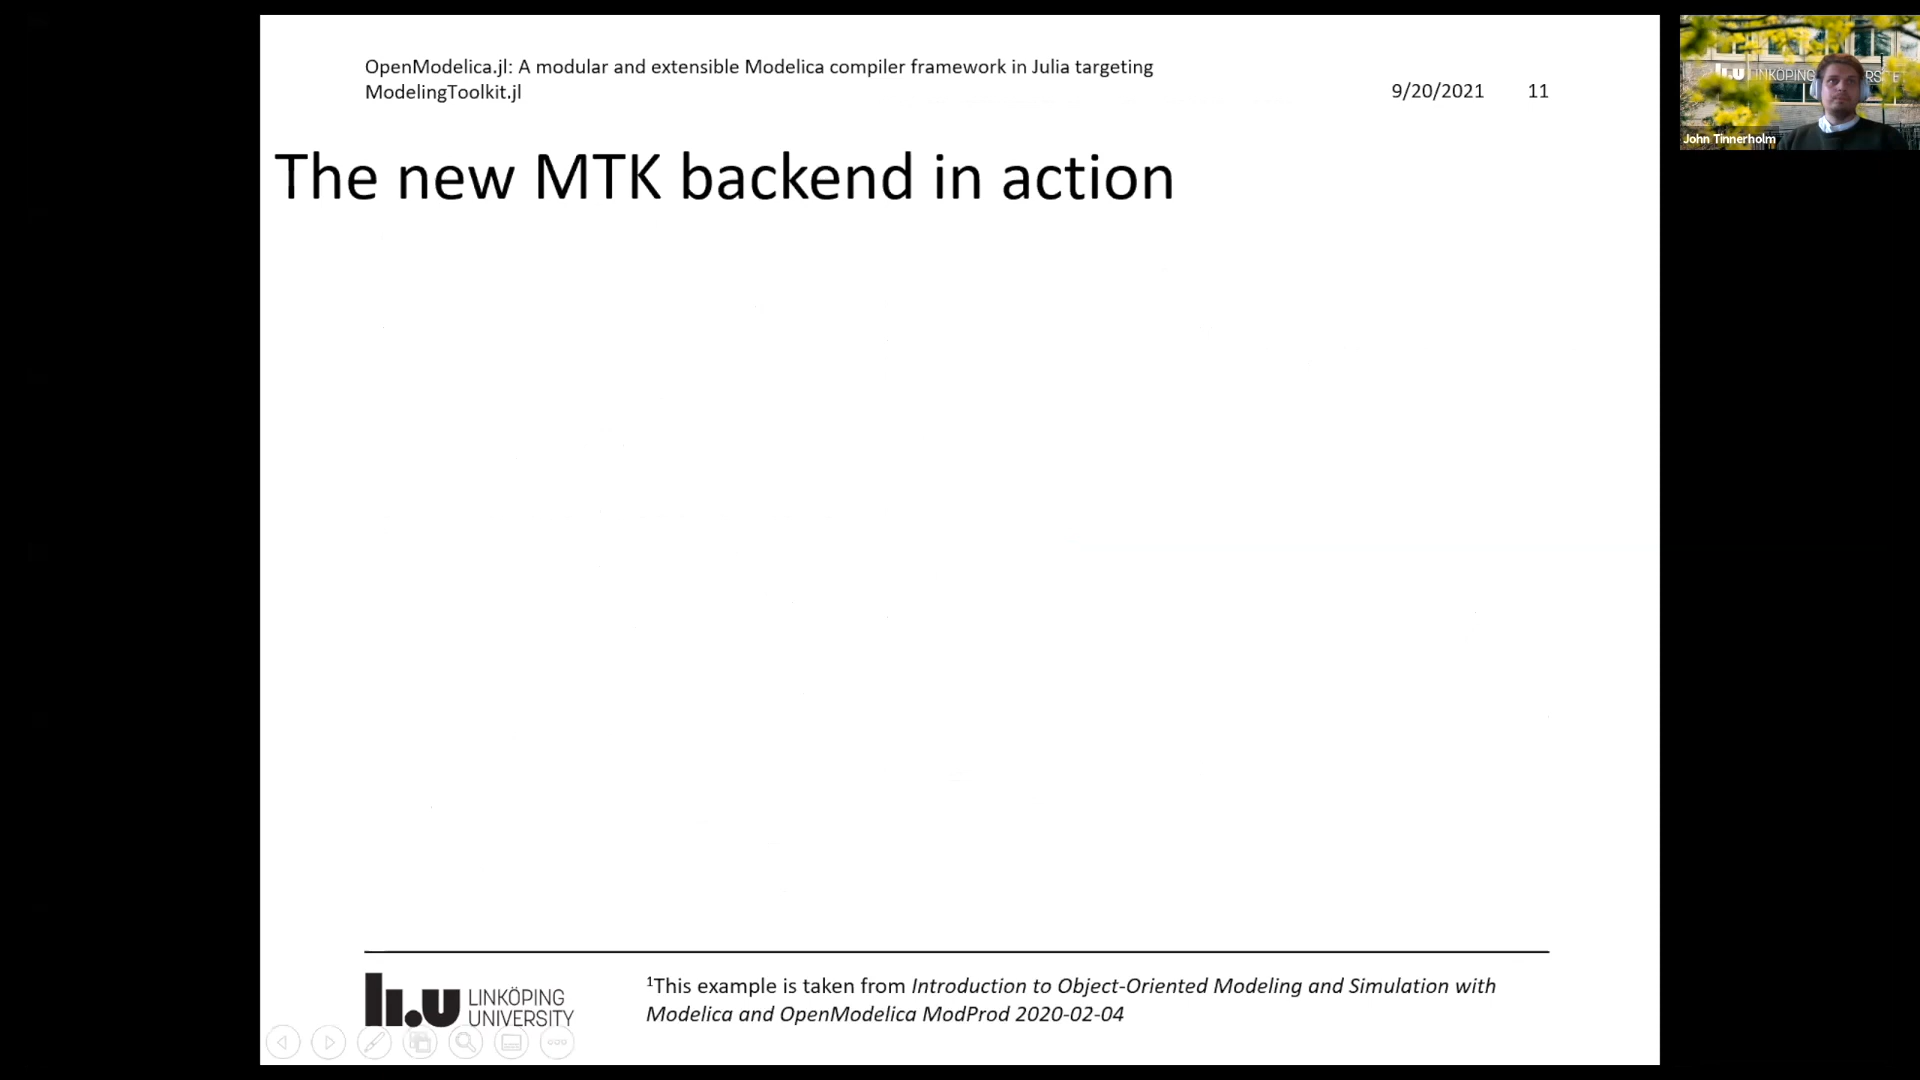 OpenModelica.jl: A modular and extensible Modelica compiler framework in Julia targeting
ModelingToolkit.jl
9/20/2021 11
The new MTK backend in action
LINKÖPING
John Tinnerholm
li.u LINKÖPING
UNIVERSITY
¹This example is taken from Introduction to Object-Oriented Modeling and Simulation with
Modelica and OpenModelica ModProd 2020-02-04